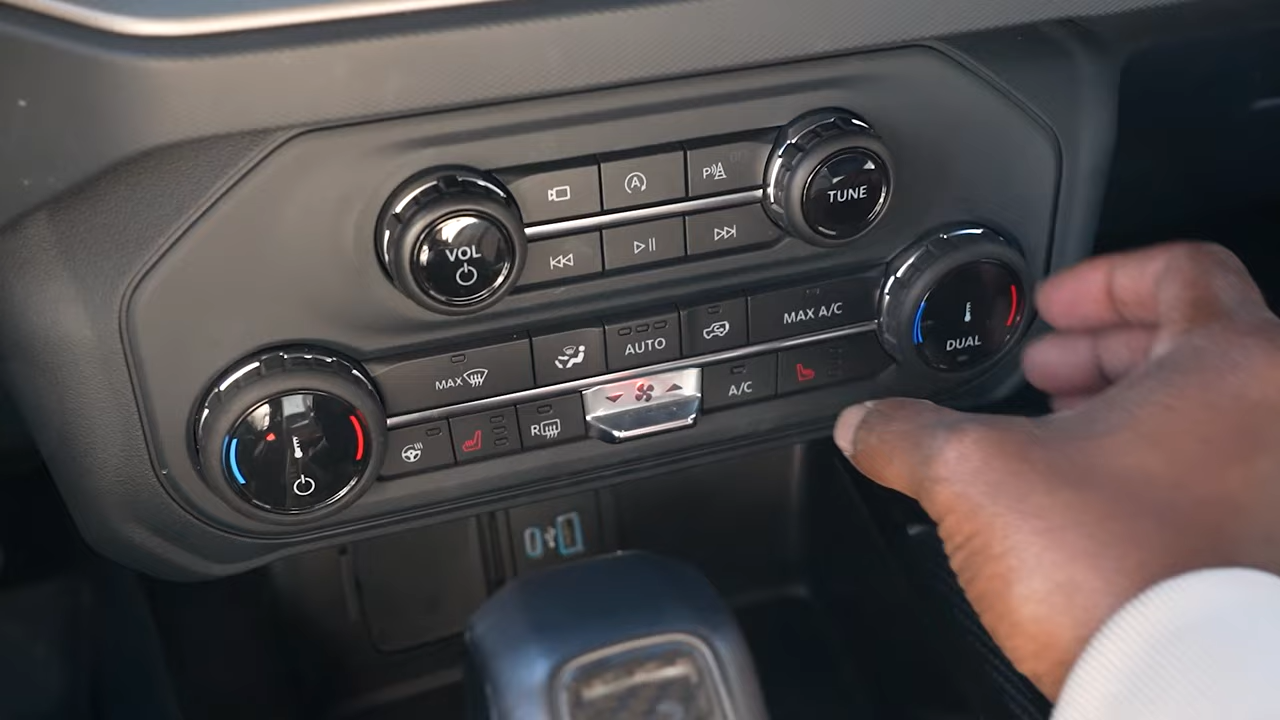 P
A
TUNE
VOL
MAX A/C
AUTO
DUAL
MAX
A/C
R